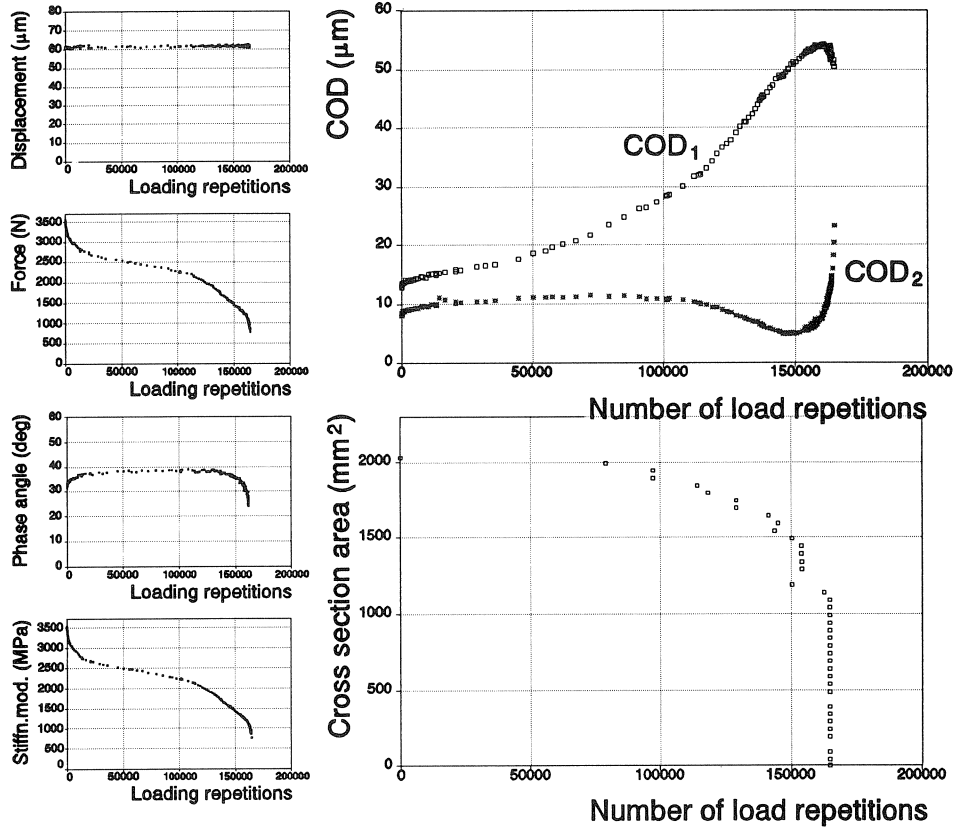 Displacement (μm)
80
70
60
50
40
30
20
10
0
0 50000 100000 150000 200000
Loading repetitions
Force (N)
3500
3000
2500
2000
1500
1000
500
0
0 50000 100000 150000 200000
Loading repetitions
Phase angle (deg)
60
50
40
30
20
10
0
0 50000 100000 150000 200000
Loading repetitions
Stiffn.mod. (MPa)
3500
3000
2500
2000
1500
1000
500
0
0 50000 100000 150000 200000
Loading repetitions
COD (μm)
60
50
40
30
20
10
0
COD1
COD2
0 50000 100000 150000 200000
Number of load repetitions
Cross section area (mm²)
2000
1500
1000
500
0
0 50000 100000 150000 200000
Number of load repetitions